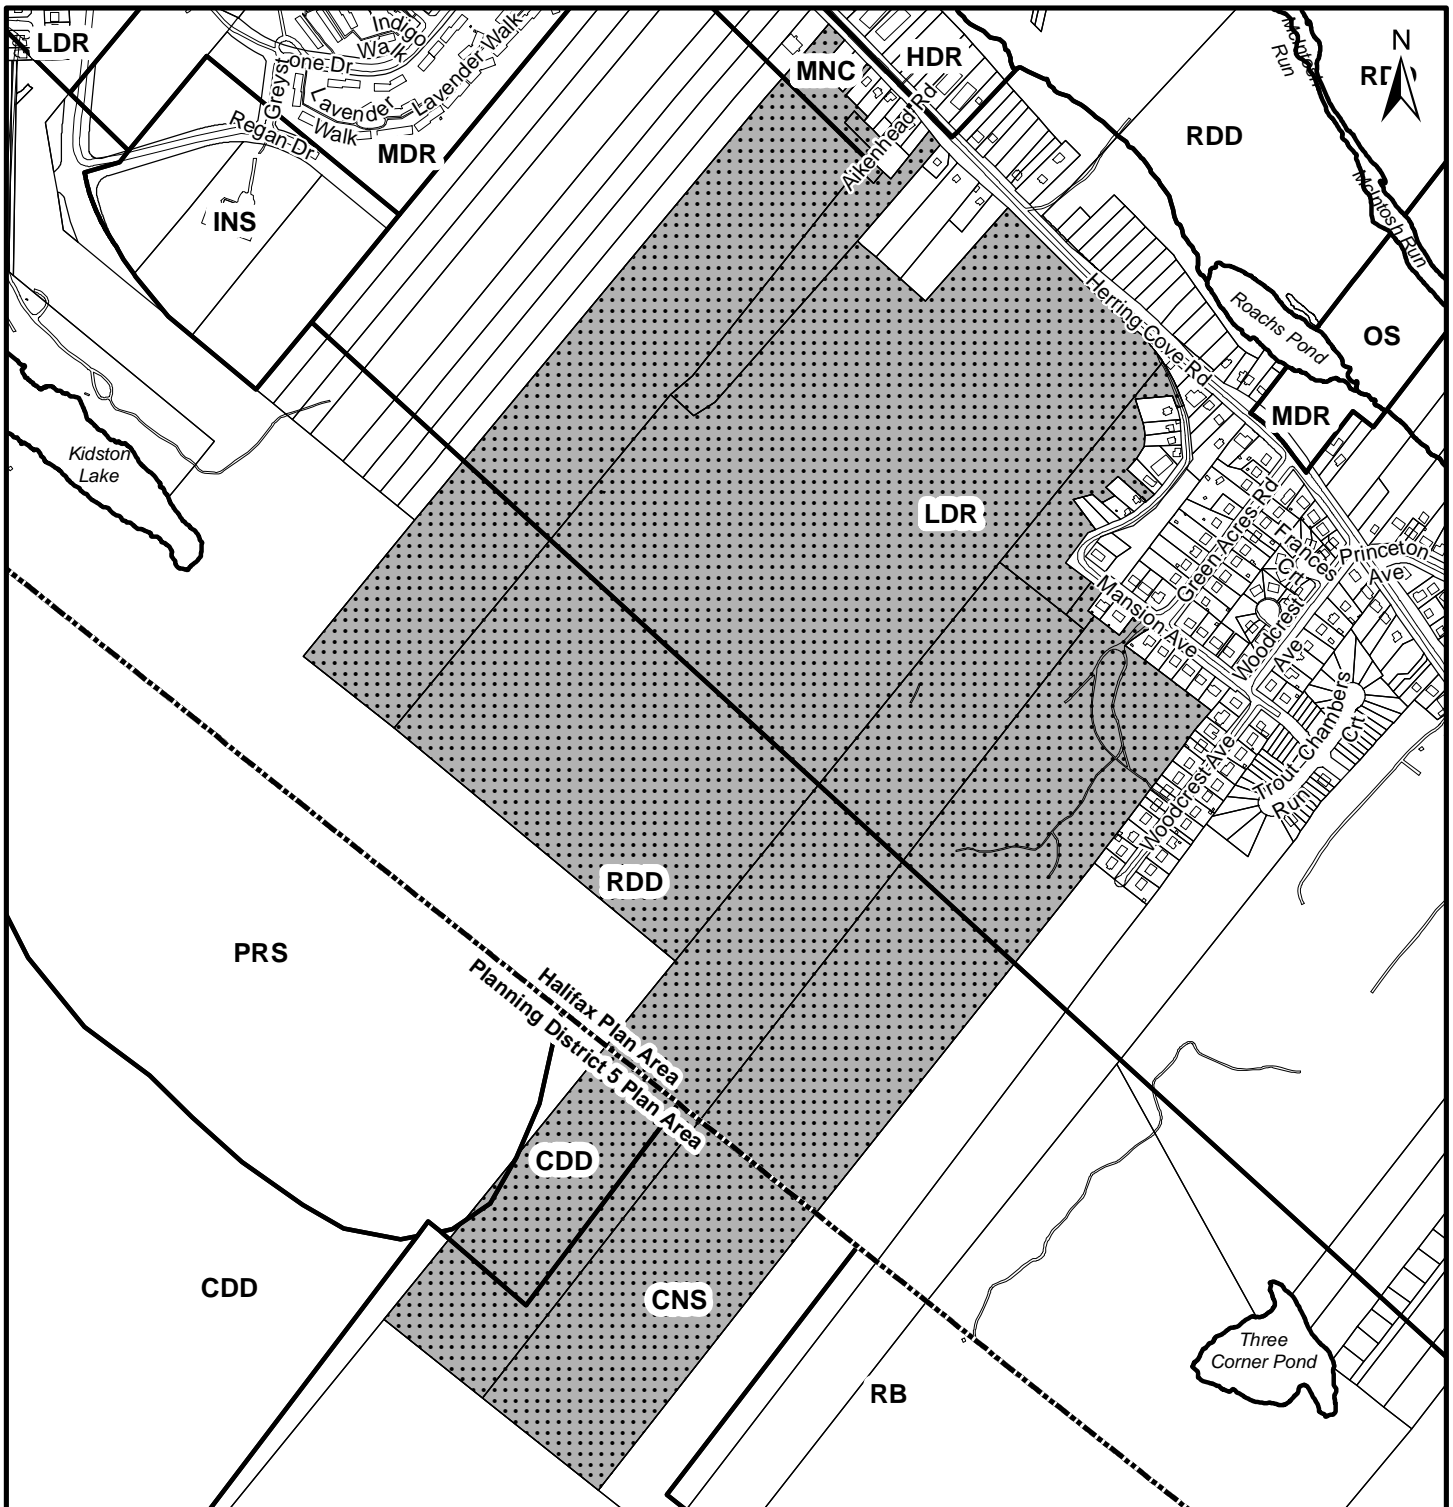 LDR
Indigo
Walk
Lavender Walk
Greystone Dr
Lavender
Walk
Regan Dr
MDR
INS
MNC
HDR
Aikenhead Rd
McIntosh
Run
N
RDD
McIntosh Run
OS
Roachs Pond
Herring Cove Rd
MDR
Kidston
Lake
LDR
Green Acres Rd
Frances
Crt
Princeton
Ave
Mansion Ave
Woodcrest
Ave
Woodcrest Ave
Trout
Run
Chambers
Crt
RDD
PRS
Halifax Plan Area
Planning District 5 Plan Area
CDD
CDD
CNS
RB
Three
Corner Pond